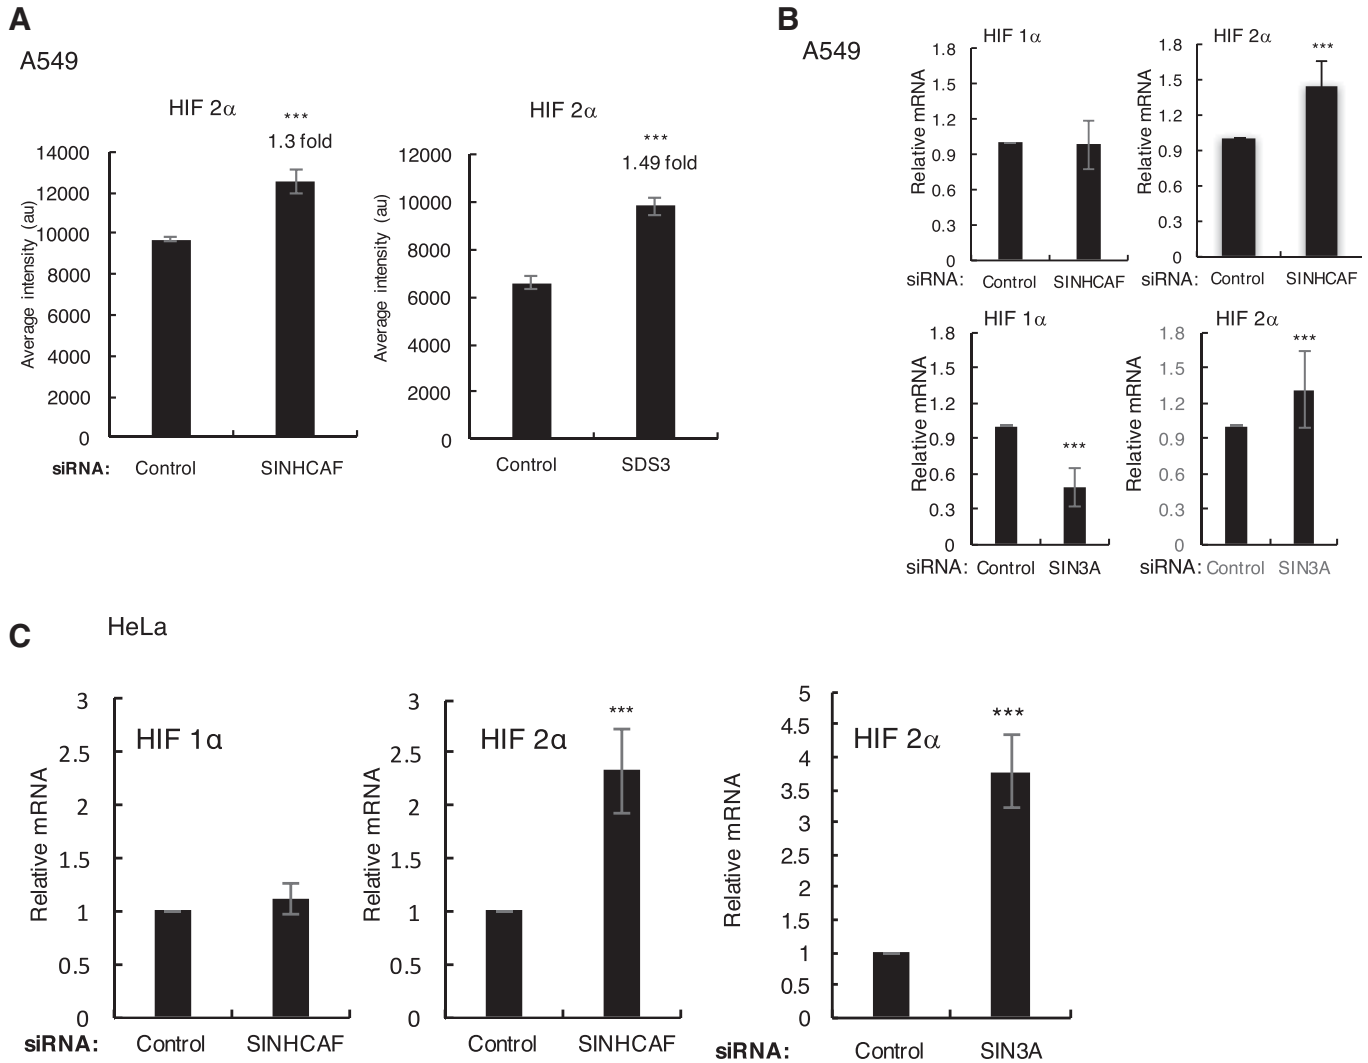 A
A549
HIF 2α
***
1.3 fold
14000
12000
10000
8000
6000
4000
2000
0
Average intensity (au)
siRNA: Control SINHCAF
HIF 2α
***
1.49 fold
12000
10000
8000
6000
4000
2000
0
Average intensity (au)
Control SDS3
B
A549
HIF 1α
1.8
1.5
1.2
0.9
0.6
0.3
0
Relative mRNA
siRNA: Control SINHCAF
HIF 2α
***
1.8
1.5
1.2
0.9
0.6
0.3
0
Relative mRNA
siRNA: Control SINHCAF
HIF 1α
1.8
1.5
1.2
0.9
0.6
0.3
0
Relative mRNA
***
siRNA: Control SIN3A
HIF 2α
***
1.8
1.5
1.2
0.9
0.6
0.3
0
Relative mRNA
siRNA: Control SIN3A
C
HeLa
HIF 1α
3
2.5
2
1.5
1
0.5
0
Relative mRNA
siRNA: Control SINHCAF
HIF 2α
***
3
2.5
2
1.5
1
0.5
0
Relative mRNA
Control SINHCAF
HIF 2α
***
5
4.5
4
3.5
3
2.5
2
1.5
1
0.5
0
Relative mRNA
siRNA: Control SIN3A